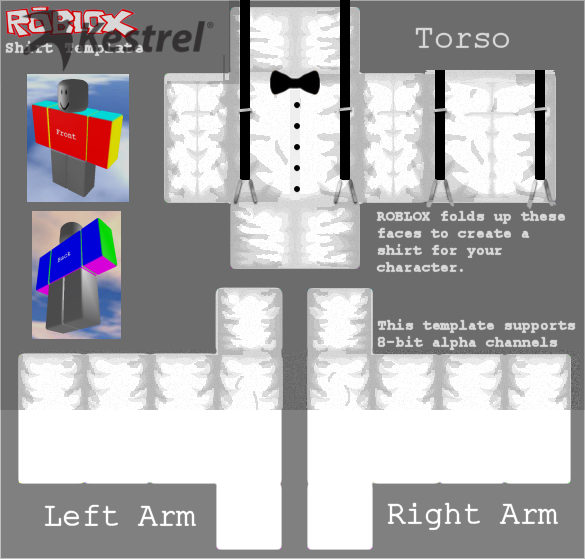 ROBLOX
Kestrel®
Shirt Template
Torso
Front
Back
ROBLOX folds up these
faces to create a
shirt for your
character.
This template supports
8-bit alpha channels
Left Arm
Right Arm